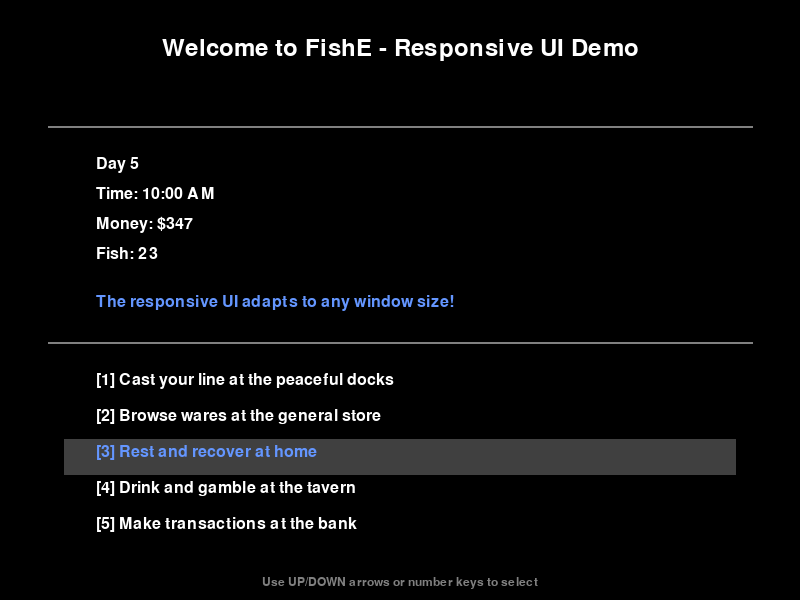 Welcome to FishE - Responsive UI Demo
Day 5
Time: 10:00 AM
Money: $347
Fish: 23
The responsive UI adapts to any window size!
[1] Cast your line at the peaceful docks
[2] Browse wares at the general store
[3] Rest and recover at home
[4] Drink and gamble at the tavern
[5] Make transactions at the bank
Use UP/DOWN arrows or number keys to select